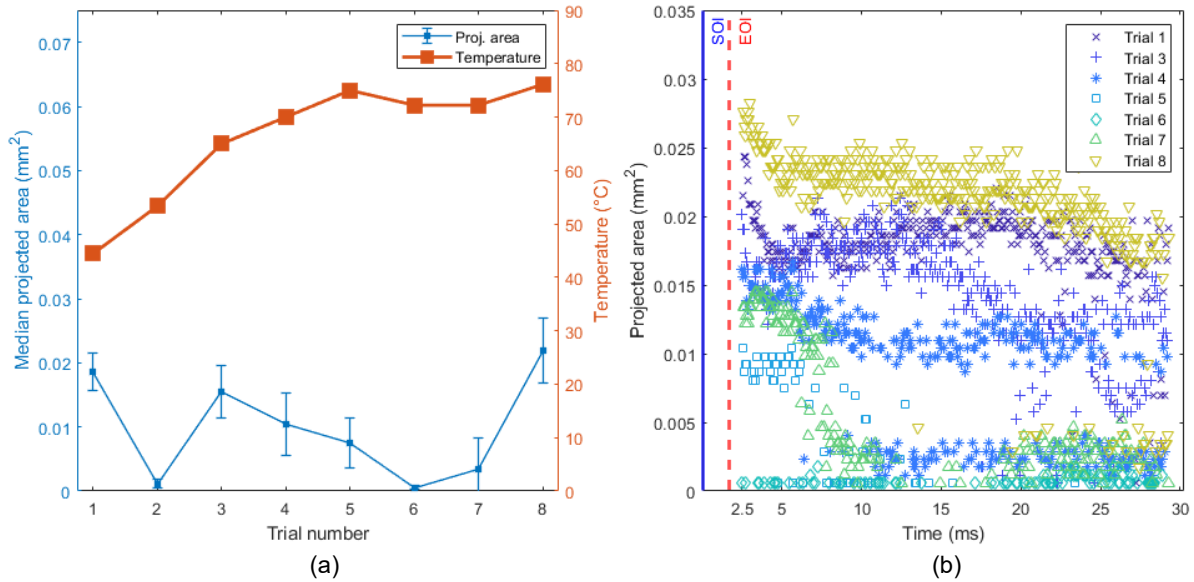 Median projected area (mm²)
0.07
0.06
0.05
0.04
0.03
0.02
0.01
0
Proj. area
Temperature
90
80
70
60
50
40
30
20
10
0
Temperature (°C)
1 2 3 4 5 6 7 8
Trial number
(a)
Projected area (mm²)
0.035
0.03
0.025
0.02
0.015
0.01
0.005
0
SOI
EOI
Trial 1
Trial 3
Trial 4
Trial 5
Trial 6
Trial 7
Trial 8
2.5 5 10 15 20 25 30
Time (ms)
(b)